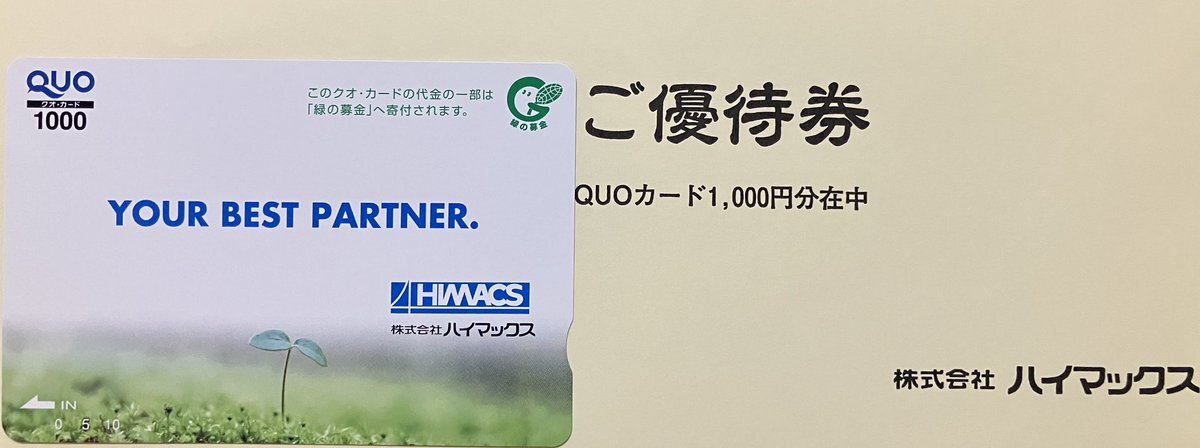 QUO
クオ・カード
1000
このクオ・カードの代金の一部は
「緑の募金」へ寄付されます。
緑の募金
YOUR BEST PARTNER.
HIMACS
株式会社ハイマックス
IN
0 5 10
ご優待券
QUOカード1,000円分在中
株式会社 ハイマックス